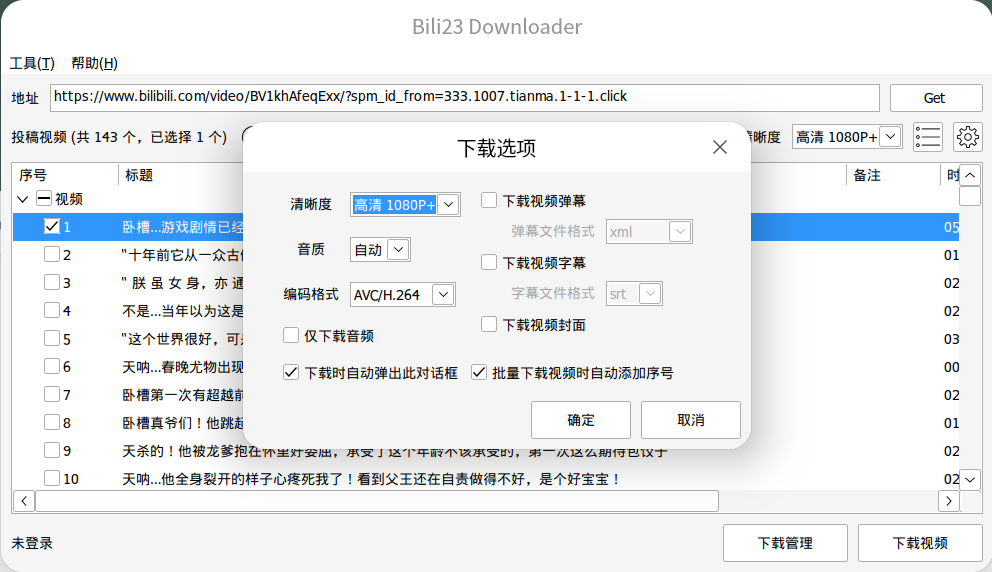 Bili23 Downloader
工具(T) 帮助(H)
地址 https://www.bilibili.com/video/BV1khAfeqExx/?spm_id_from=333.1007.tianma.1-1-1.click Get
投稿视频 (共 143 个，已选择 1 个) 晰度 高清 1080P+
序号 标题 备注
视频
1 卧槽...游戏剧情已经 05
2 “十年前它从一众古 01
3 “ 朕 虽 女 身，亦 通 02
4 不是...当年以为这是 02
5 “这个世界很好，可 03
6 天呐...春晚尤物出现 00
7 卧槽第一次有超越前 02
8 卧槽真爷们！他跳起 01
9 天杀的！他被龙爹抱在怀里好委屈，承受了这个年龄不该承受的，第一次这么期待包饺子 02
10 天呐...他全身裂开的样子心疼死我了！看到父王还在自责做得不好，是个好宝宝！ 02
未登录 下载管理 下载视频
下载选项
清晰度 高清 1080P+
音质 自动
编码格式 AVC/H.264
仅下载音频
下载视频弹幕
弹幕文件格式 xml
下载视频字幕
字幕文件格式 srt
下载视频封面
下载时自动弹出此对话框 批量下载视频时自动添加序号
确定 取消